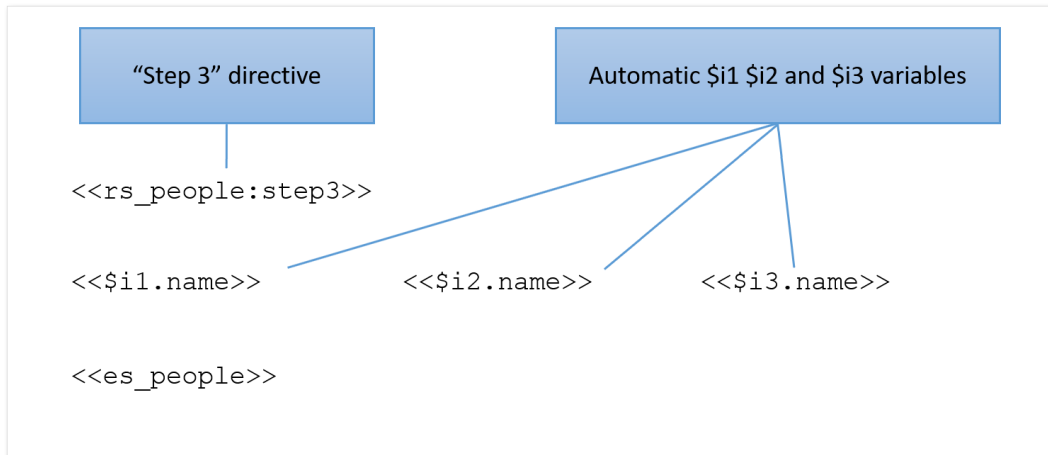 “Step 3” directive
Automatic $i1 $i2 and $i3 variables
<<rs_people:step3>>
<<$i1.name>> <<$i2.name>> <<$i3.name>>
<<es_people>>